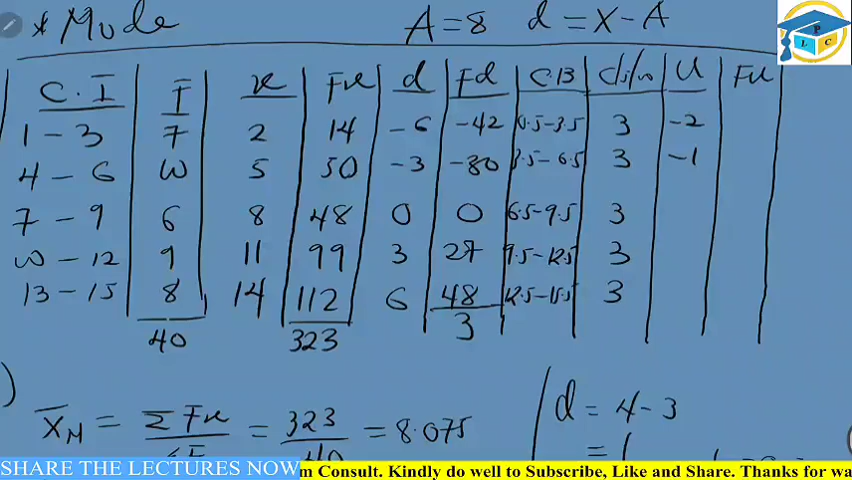 * Mode A = 8 d = X - A
C.I F x Fx d Fd C.B C/s/w U Fu
1 - 3 7 2 14 -6 -42 0.5-3.5 3 -2
4 - 6 10 5 50 -3 -30 3.5-6.5 3 -1
7 - 9 6 8 48 0 0 6.5-9.5 3
10 - 12 9 11 99 3 27 9.5-12.5 3
13 - 15 8 14 112 6 48 12.5-15.5 3
40 323 3
) d = 4 - 3
X̄M = ΣFx = 323 = 8.075
ΣF 40 = 1
P
L C
SHARE THE LECTURES NOW m Consult. Kindly do well to Subscribe, Like and Share. Thanks for wa